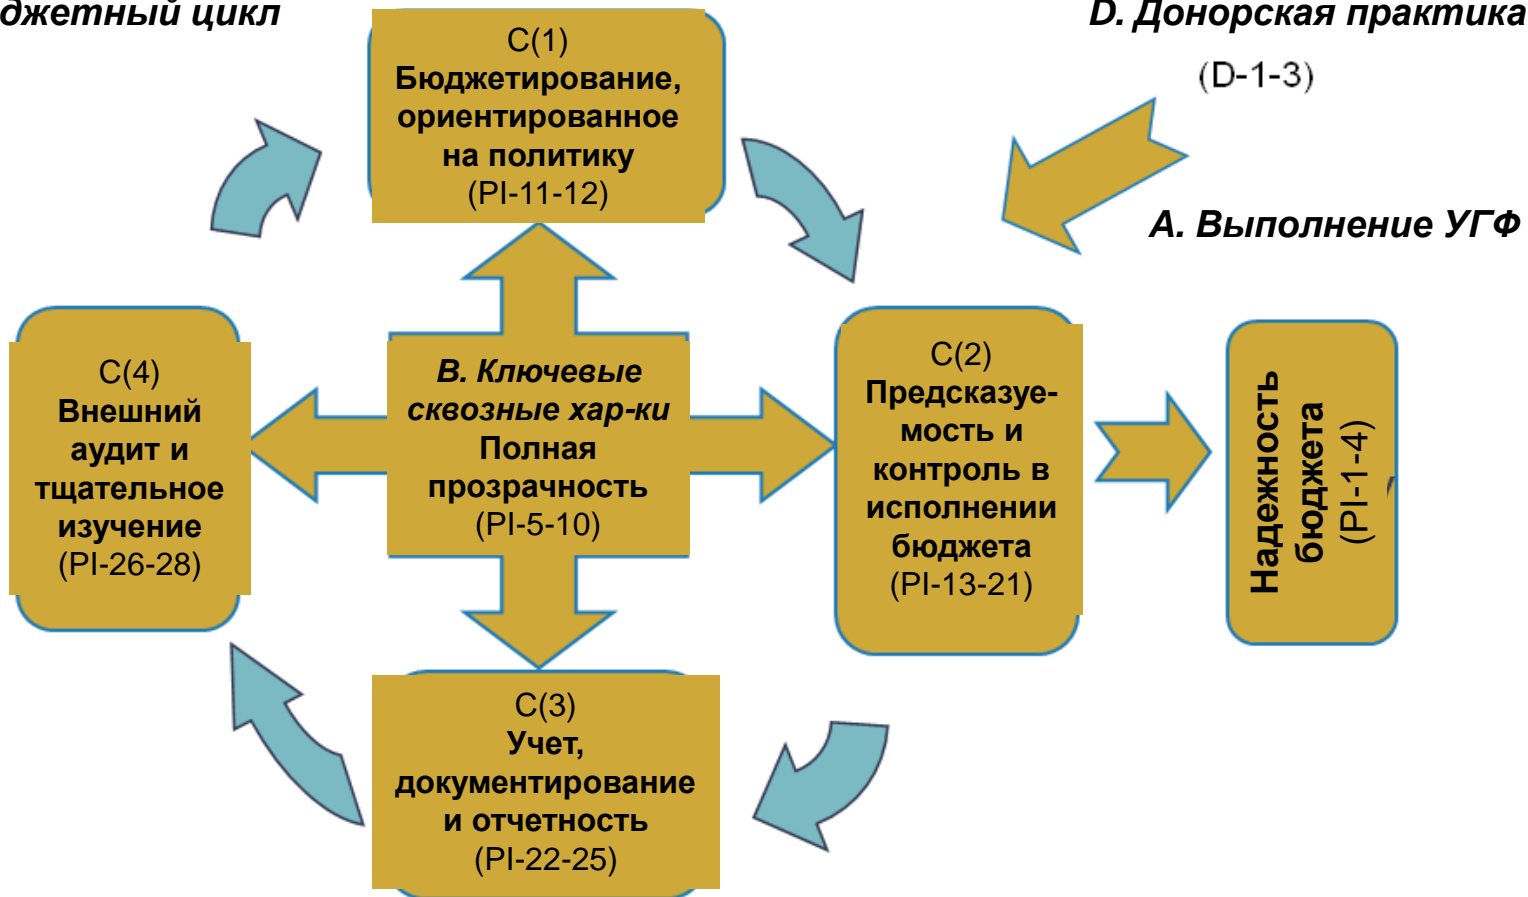 джетный цикл
D. Донорская практика
(D-1-3)
А. Выполнение УГФ
C(1)
Бюджетирование,
ориентированное
на политику
(PI-11-12)
C(4)
Внешний
аудит и
тщательное
изучение
(PI-26-28)
B. Ключевые
сквозные хар-ки
Полная
прозрачность
(PI-5-10)
C(2)
Предсказуе-
мость и
контроль в
исполнении
бюджета
(PI-13-21)
Надежность
бюджета
(PI-1-4)
C(3)
Учет,
документирование
и отчетность
(PI-22-25)